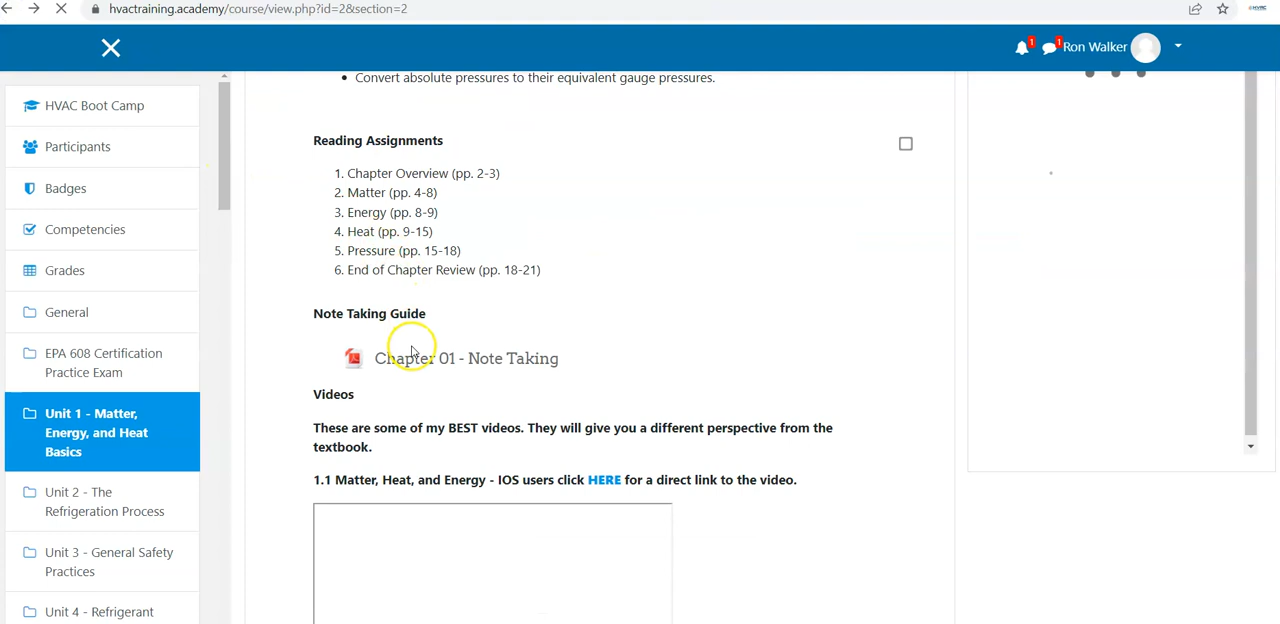 hvactraining.academy/course/view.php?id=2&section=2
HVAC
1
1
Ron Walker
HVAC Boot Camp
Participants
Badges
Competencies
Grades
General
EPA 608 Certification
Practice Exam
Unit 1 - Matter,
Energy, and Heat
Basics
Unit 2 - The
Refrigeration Process
Unit 3 - General Safety
Practices
Unit 4 - Refrigerant
• Convert absolute pressures to their equivalent gauge pressures.
Reading Assignments
1. Chapter Overview (pp. 2-3)
2. Matter (pp. 4-8)
3. Energy (pp. 8-9)
4. Heat (pp. 9-15)
5. Pressure (pp. 15-18)
6. End of Chapter Review (pp. 18-21)
Note Taking Guide
Chapter 01 - Note Taking
Videos
These are some of my BEST videos. They will give you a different perspective from the
textbook.
1.1 Matter, Heat, and Energy - IOS users click HERE for a direct link to the video.